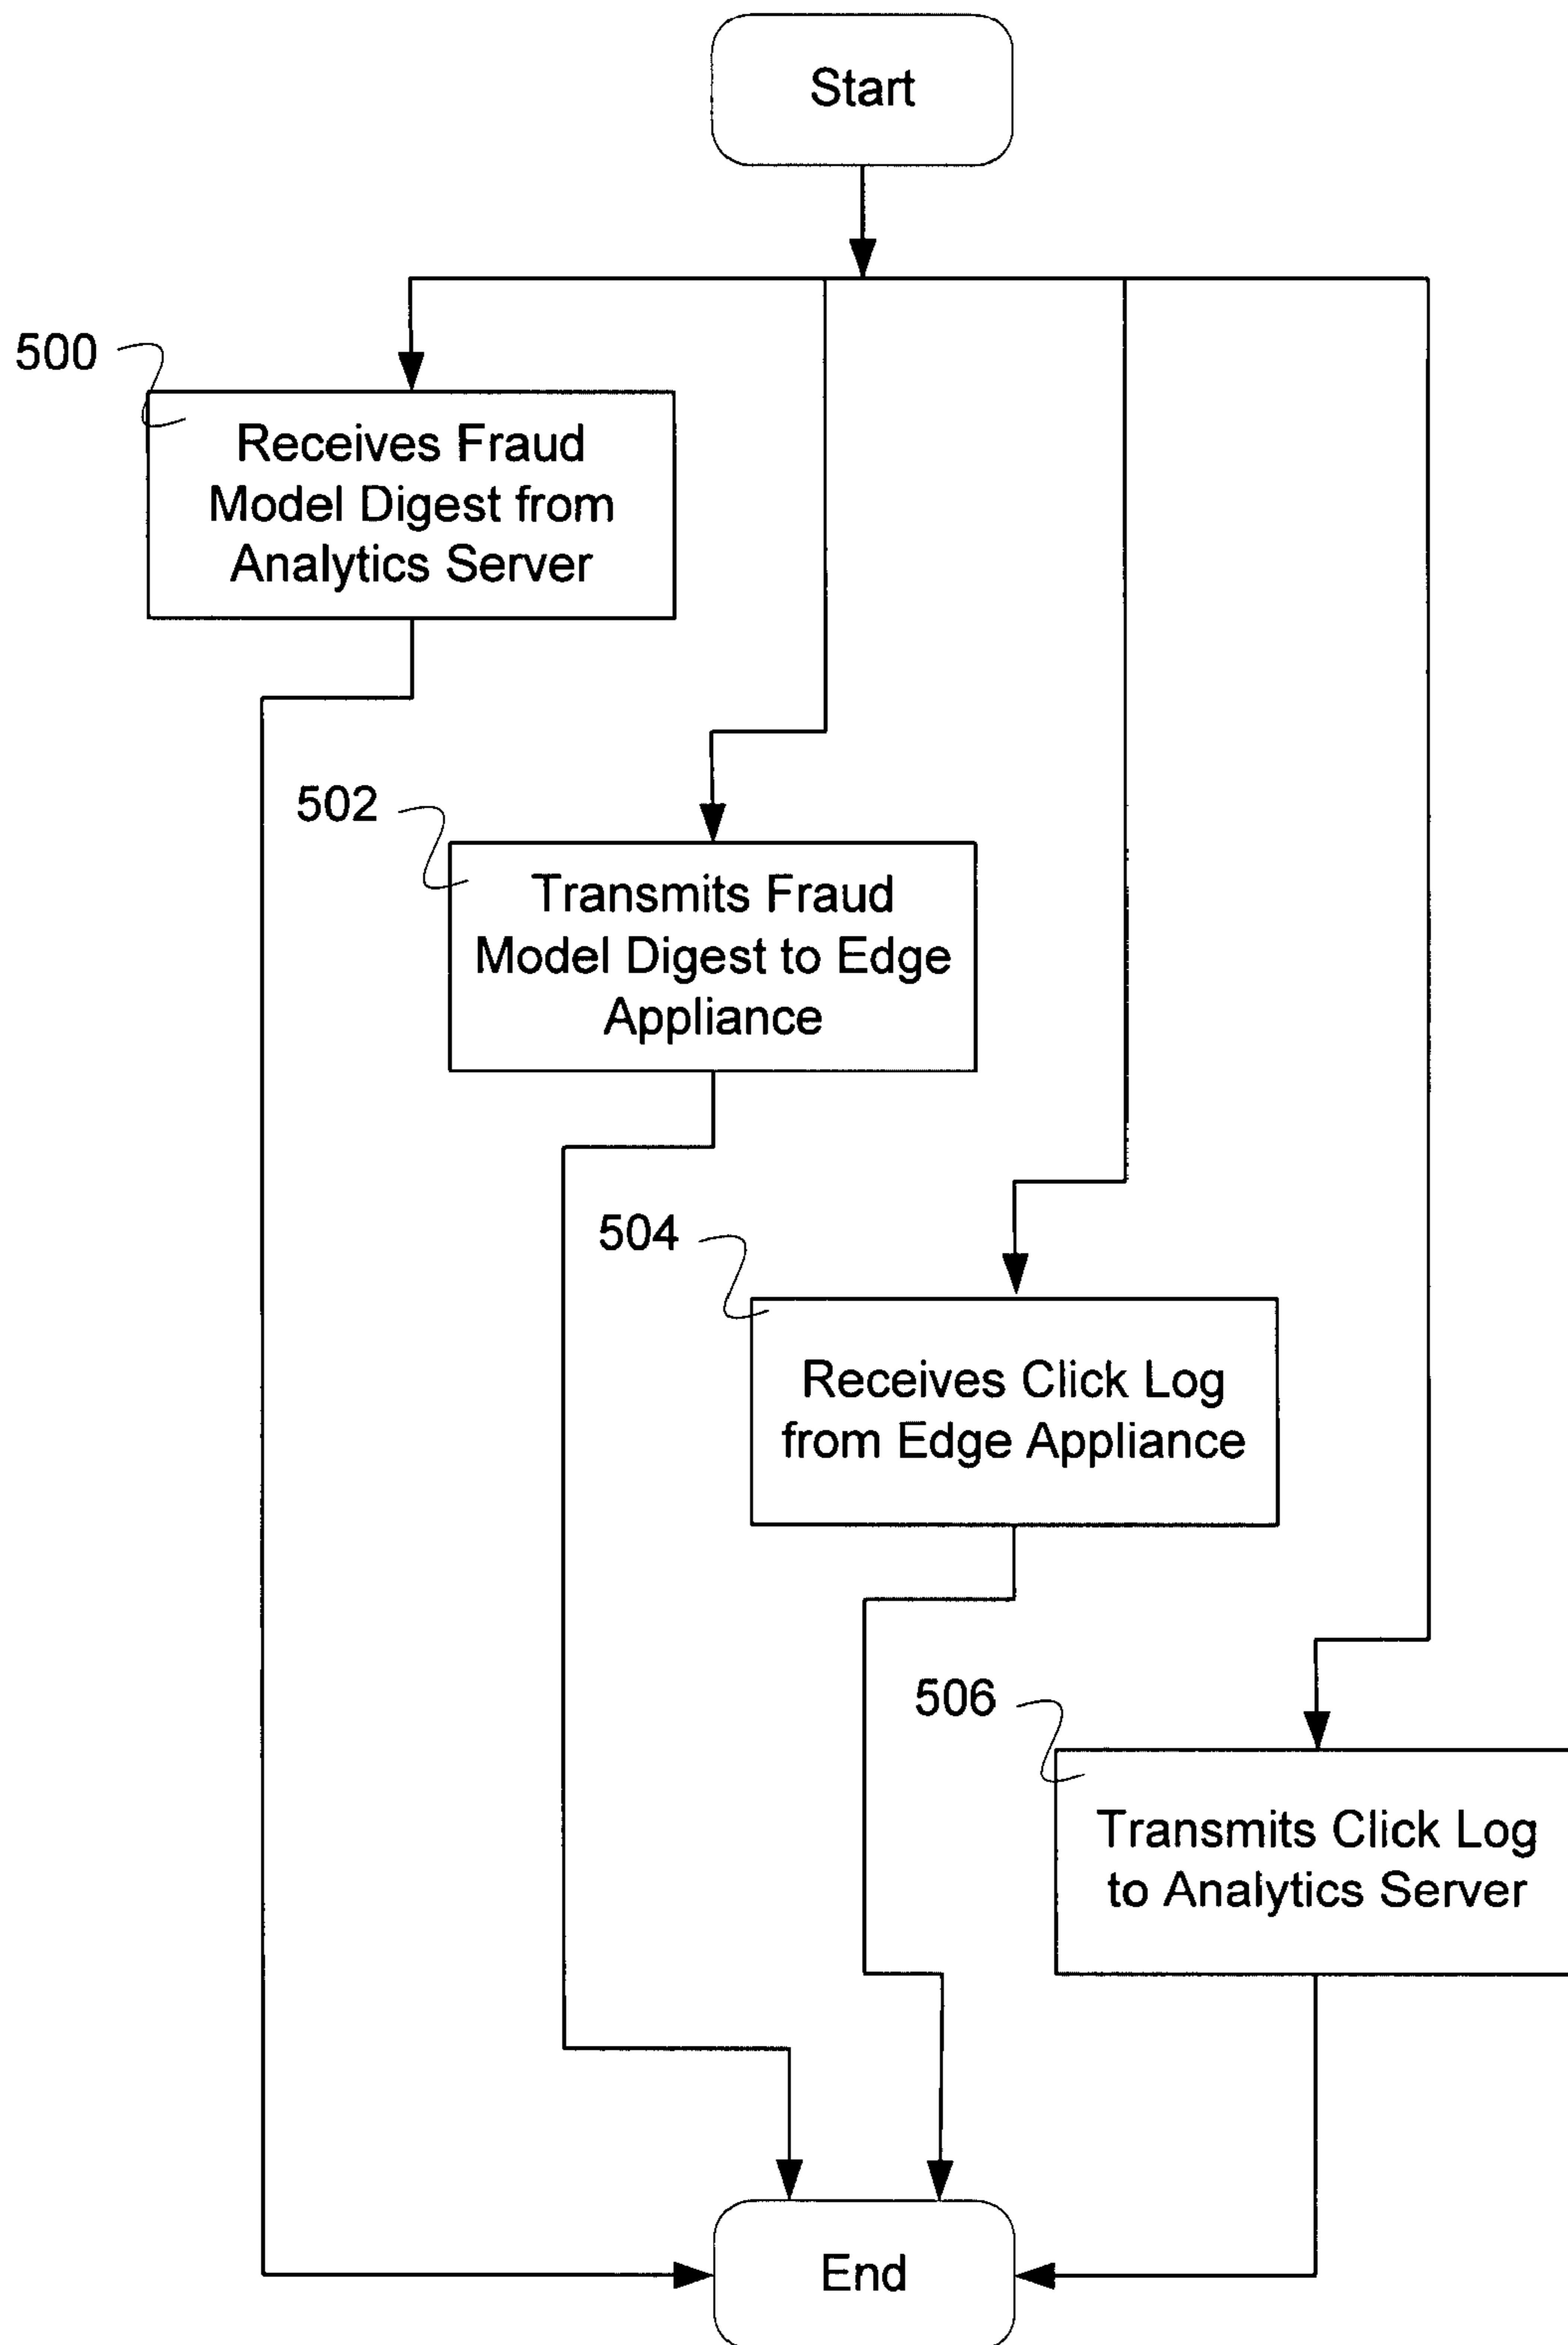 Start
500
Receives Fraud
Model Digest from
Analytics Server
502
Transmits Fraud
Model Digest to Edge
Appliance
504
Receives Click Log
from Edge Appliance
506
Transmits Click Log
to Analytics Server
End